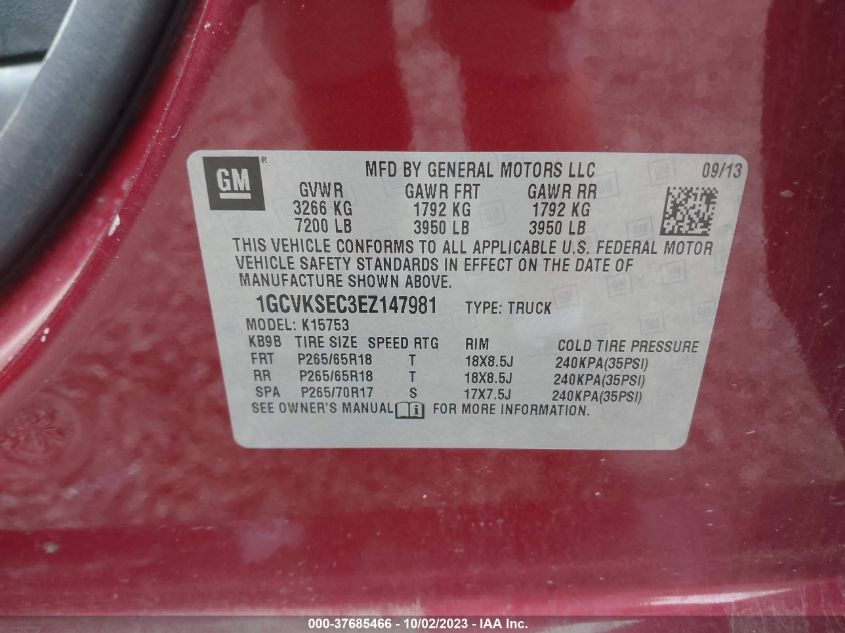 GM ® MFD BY GENERAL MOTORS LLC 09/13
GVWR GAWR FRT GAWR RR
3266 KG 1792 KG 1792 KG
7200 LB 3950 LB 3950 LB
THIS VEHICLE CONFORMS TO ALL APPLICABLE U.S. FEDERAL MOTOR
VEHICLE SAFETY STANDARDS IN EFFECT ON THE DATE OF
MANUFACTURE SHOWN ABOVE.
1GCVKSEC3EZ147981 TYPE: TRUCK
MODEL: K15753
KB9B TIRE SIZE SPEED RTG RIM COLD TIRE PRESSURE
FRT P265/65R18 T 18X8.5J 240KPA(35PSI)
RR P265/65R18 T 18X8.5J 240KPA(35PSI)
SPA P265/70R17 S 17X7.5J 240KPA(35PSI)
SEE OWNER'S MANUAL FOR MORE INFORMATION.
000-37685466 - 10/02/2023 - IAA Inc.